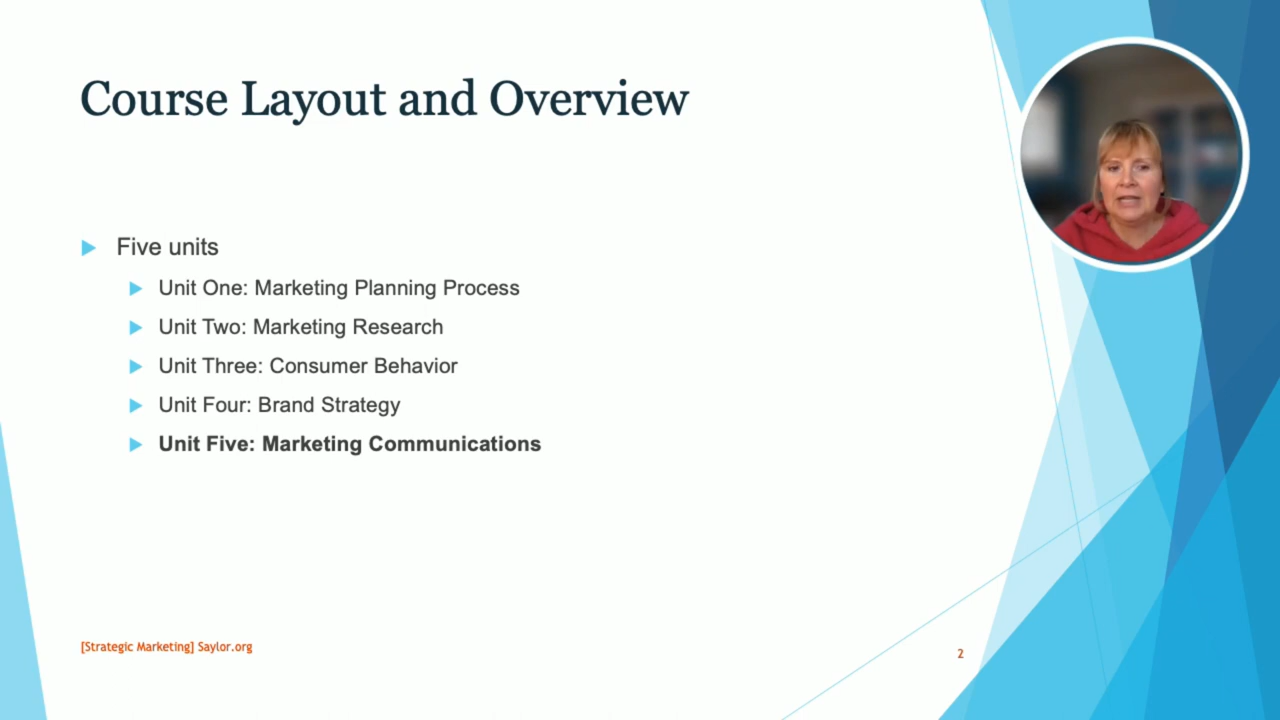 Course Layout and Overview
Five units
Unit One: Marketing Planning Process
Unit Two: Marketing Research
Unit Three: Consumer Behavior
Unit Four: Brand Strategy
Unit Five: Marketing Communications
[Strategic Marketing] Saylor.org
2